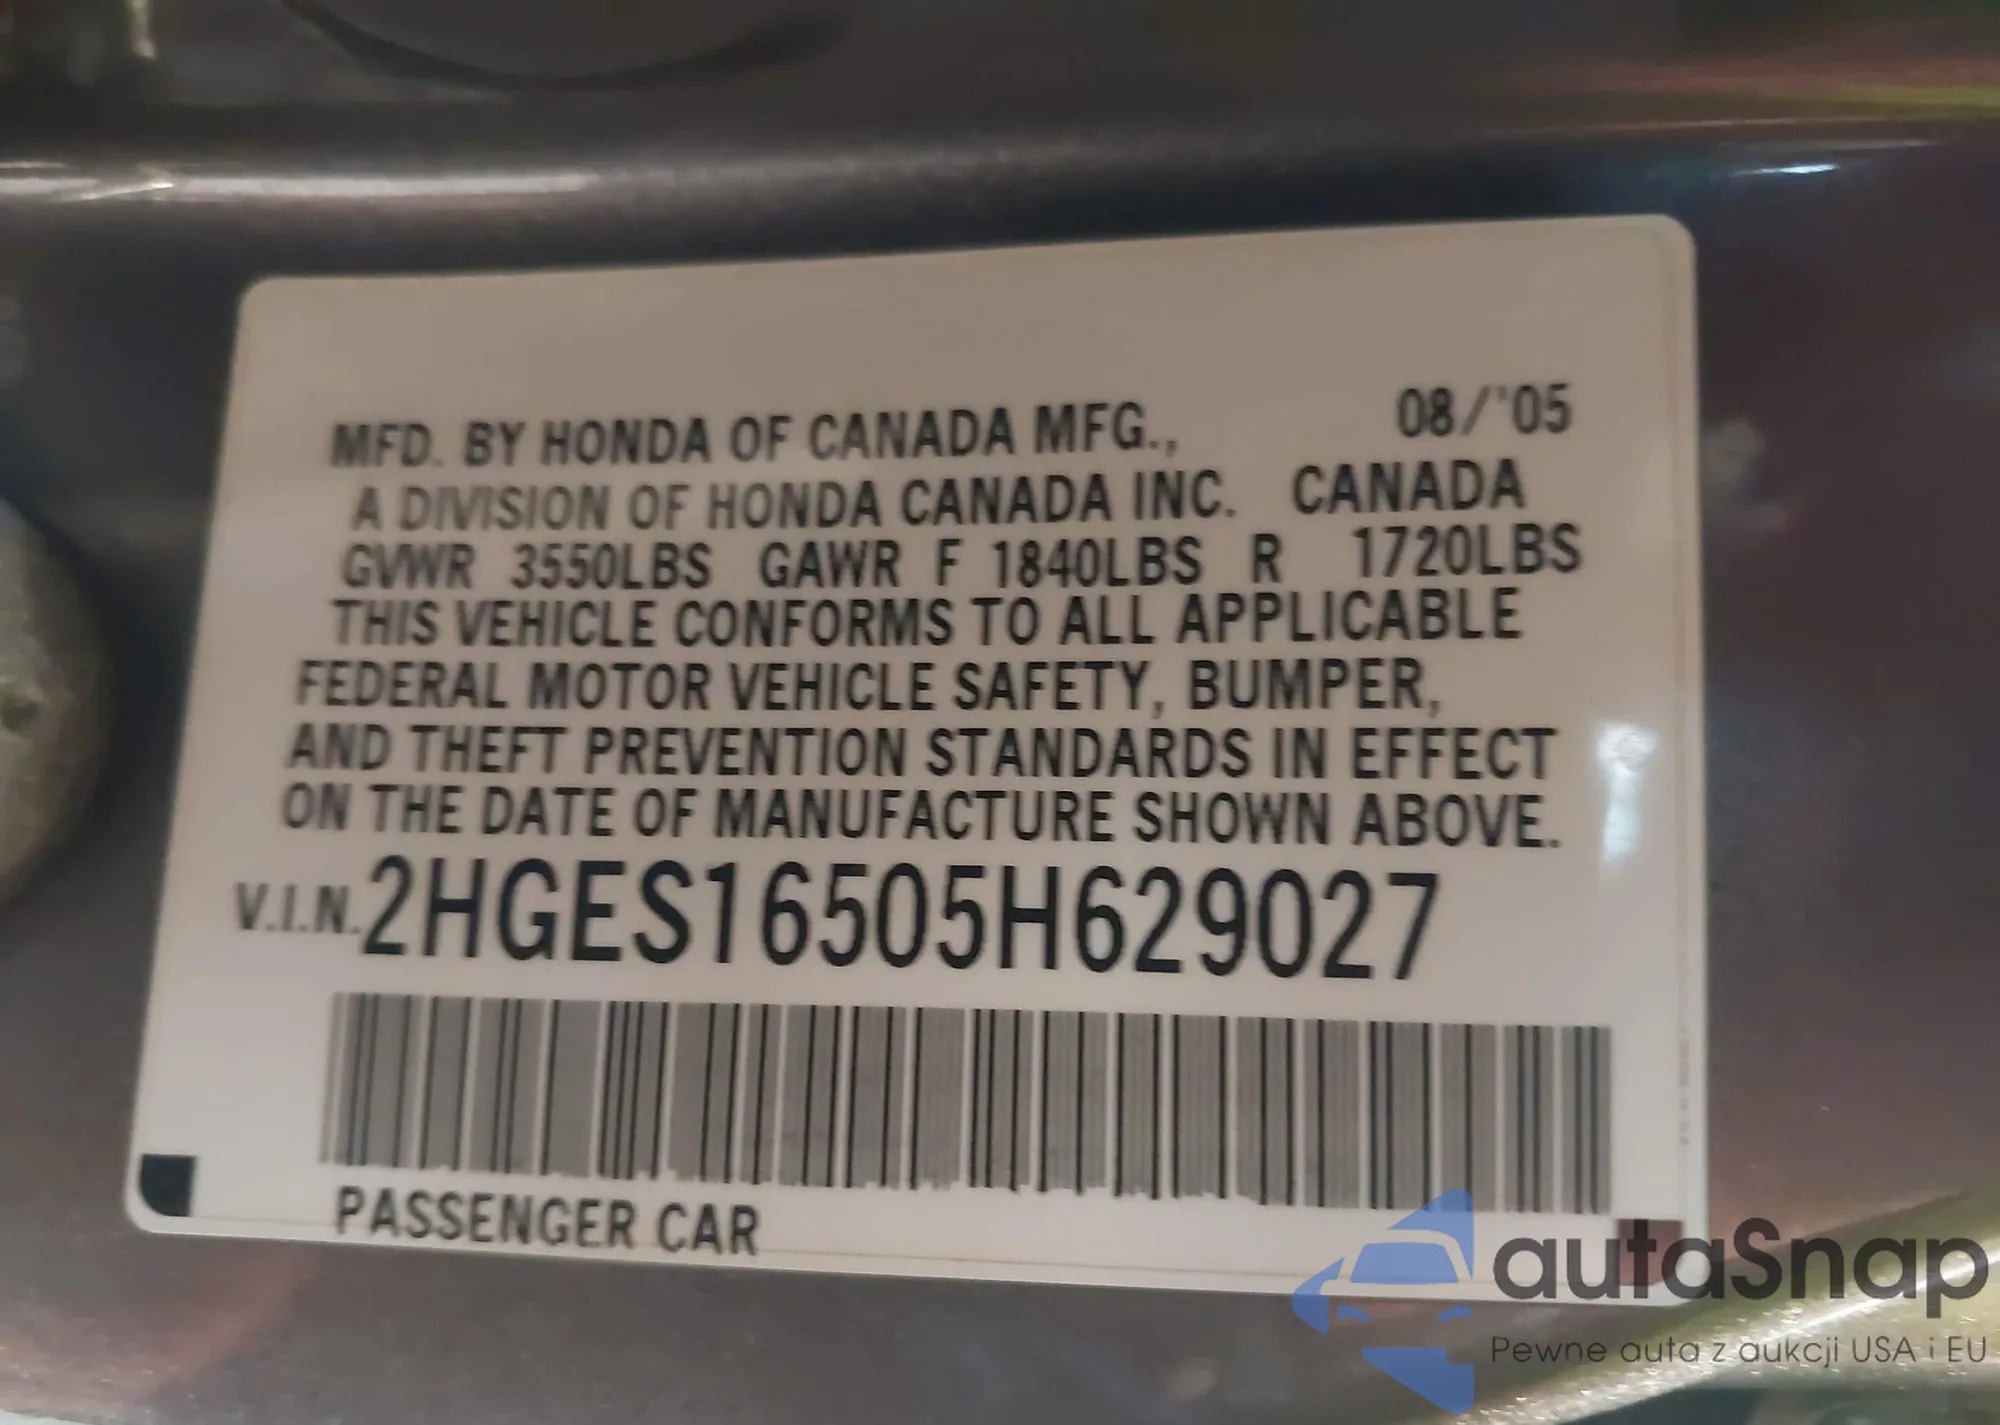 MFD. BY HONDA OF CANADA MFG., 08/'05
A DIVISION OF HONDA CANADA INC. CANADA
GVWR 3550LBS GAWR F 1840LBS R 1720LBS
THIS VEHICLE CONFORMS TO ALL APPLICABLE
FEDERAL MOTOR VEHICLE SAFETY, BUMPER,
AND THEFT PREVENTION STANDARDS IN EFFECT
ON THE DATE OF MANUFACTURE SHOWN ABOVE.
V.I.N. 2HGES16505H629027
PASSENGER CAR
autaSnap
Pewne auta z aukcji USA i EU